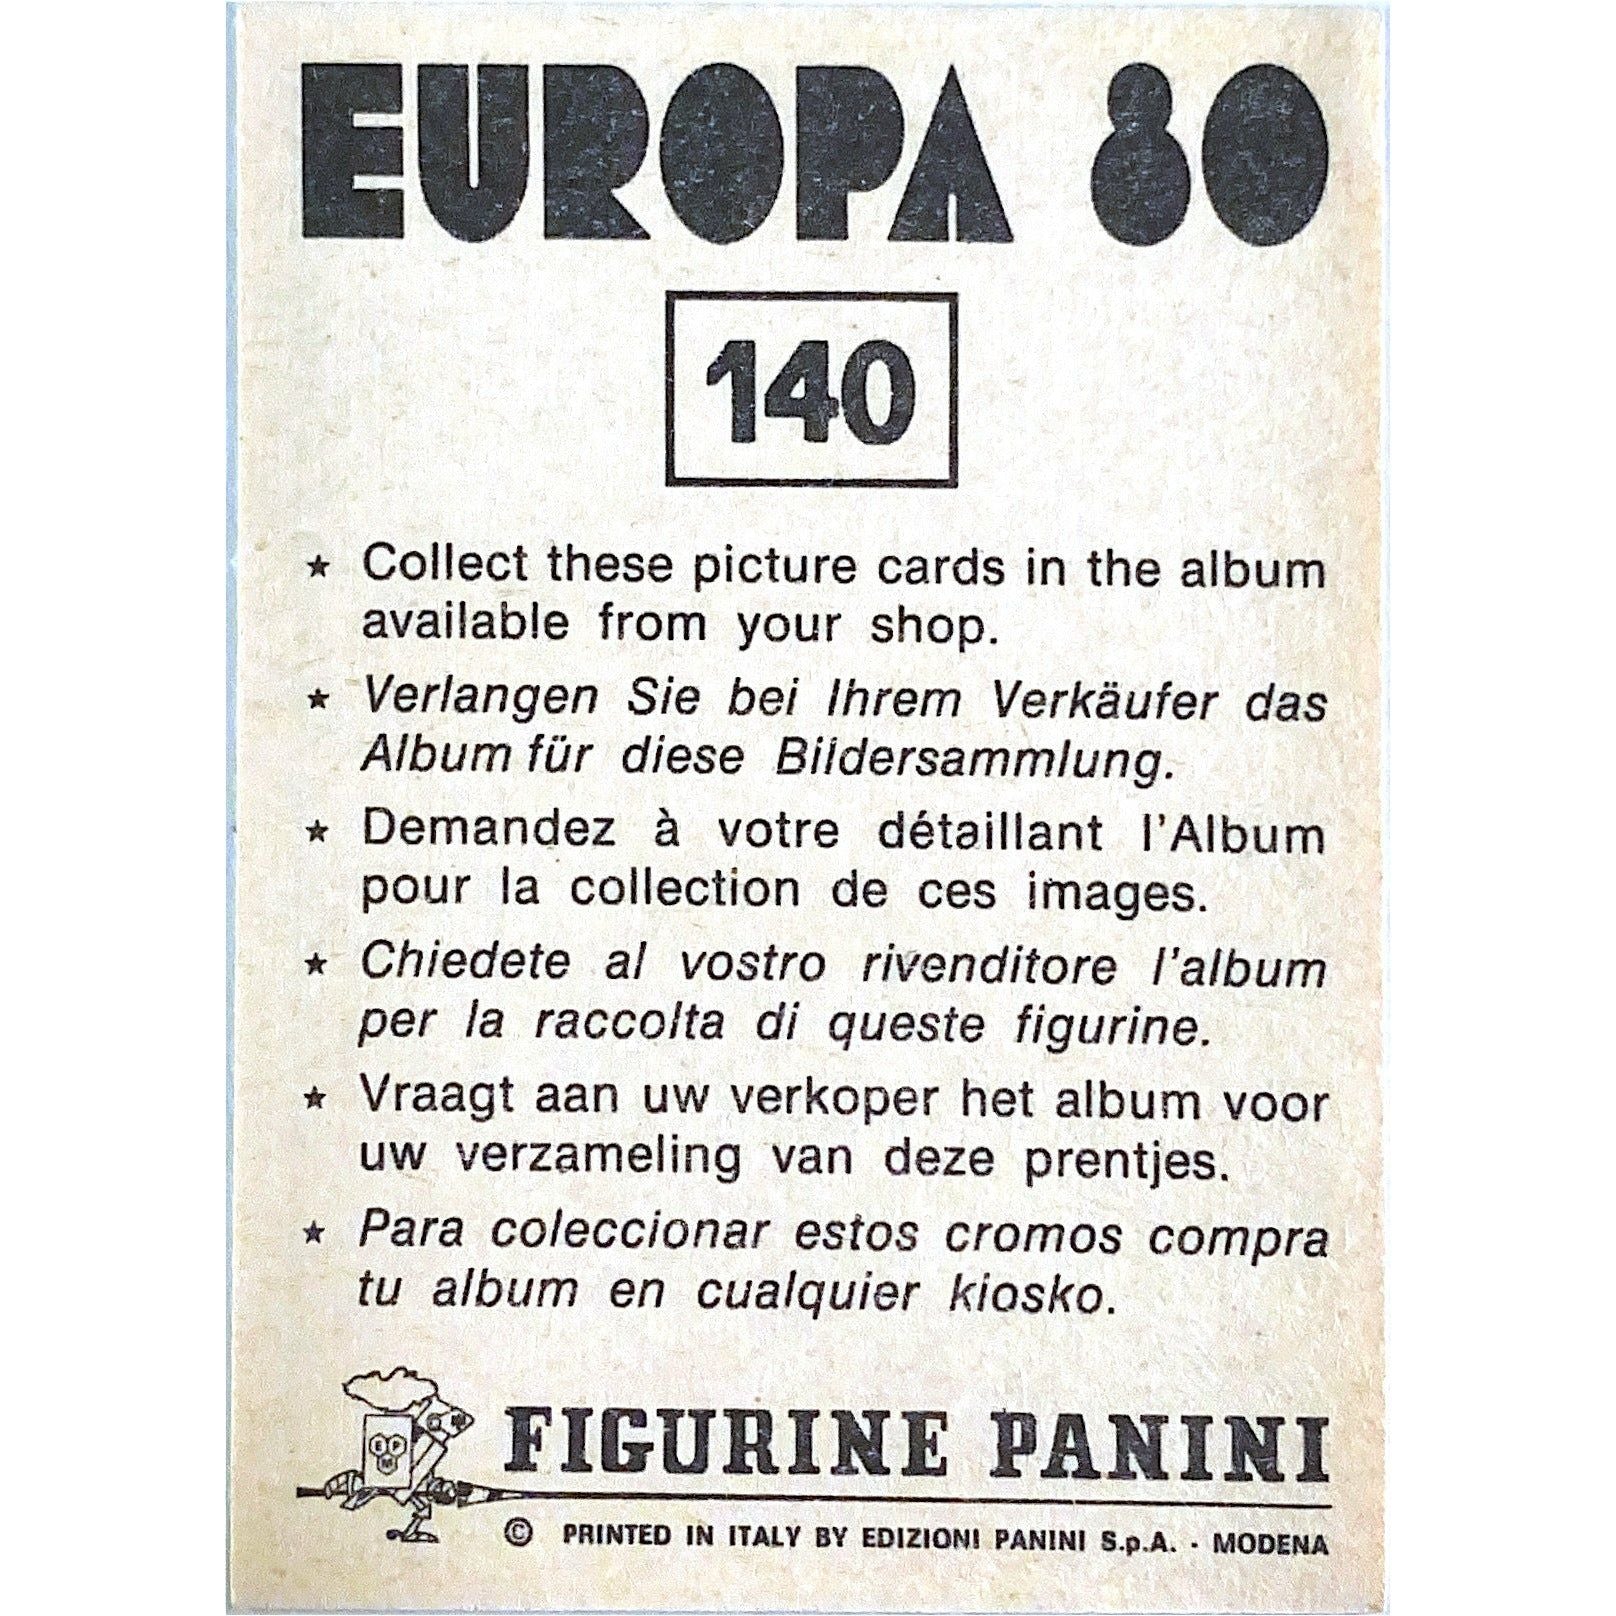 EUROPA 80
140
★ Collect these picture cards in the album
available from your shop.
★ Verlangen Sie bei Ihrem Verkäufer das
Album für diese Bildersammlung.
★ Demandez à votre détaillant l'Album
pour la collection de ces images.
★ Chiedete al vostro rivenditore l'album
per la raccolta di queste figurine.
★ Vraagt aan uw verkoper het album voor
uw verzameling van deze prentjes.
★ Para coleccionar estos cromos compra
tu album en cualquier kiosko.
EPM
FIGURINE PANINI
© PRINTED IN ITALY BY EDIZIONI PANINI S.p.A. - MODENA